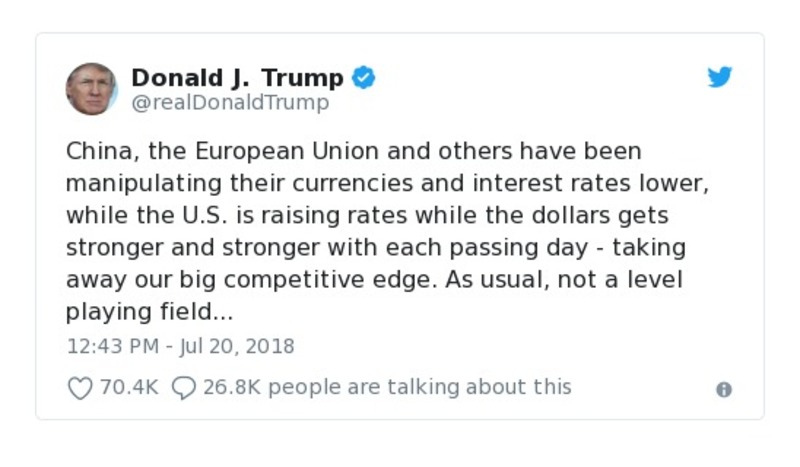 Donald J. Trump
@realDonaldTrump
China, the European Union and others have been
manipulating their currencies and interest rates lower,
while the U.S. is raising rates while the dollars gets
stronger and stronger with each passing day - taking
away our big competitive edge. As usual, not a level
playing field...
12:43 PM - Jul 20, 2018
70.4K 26.8K people are talking about this